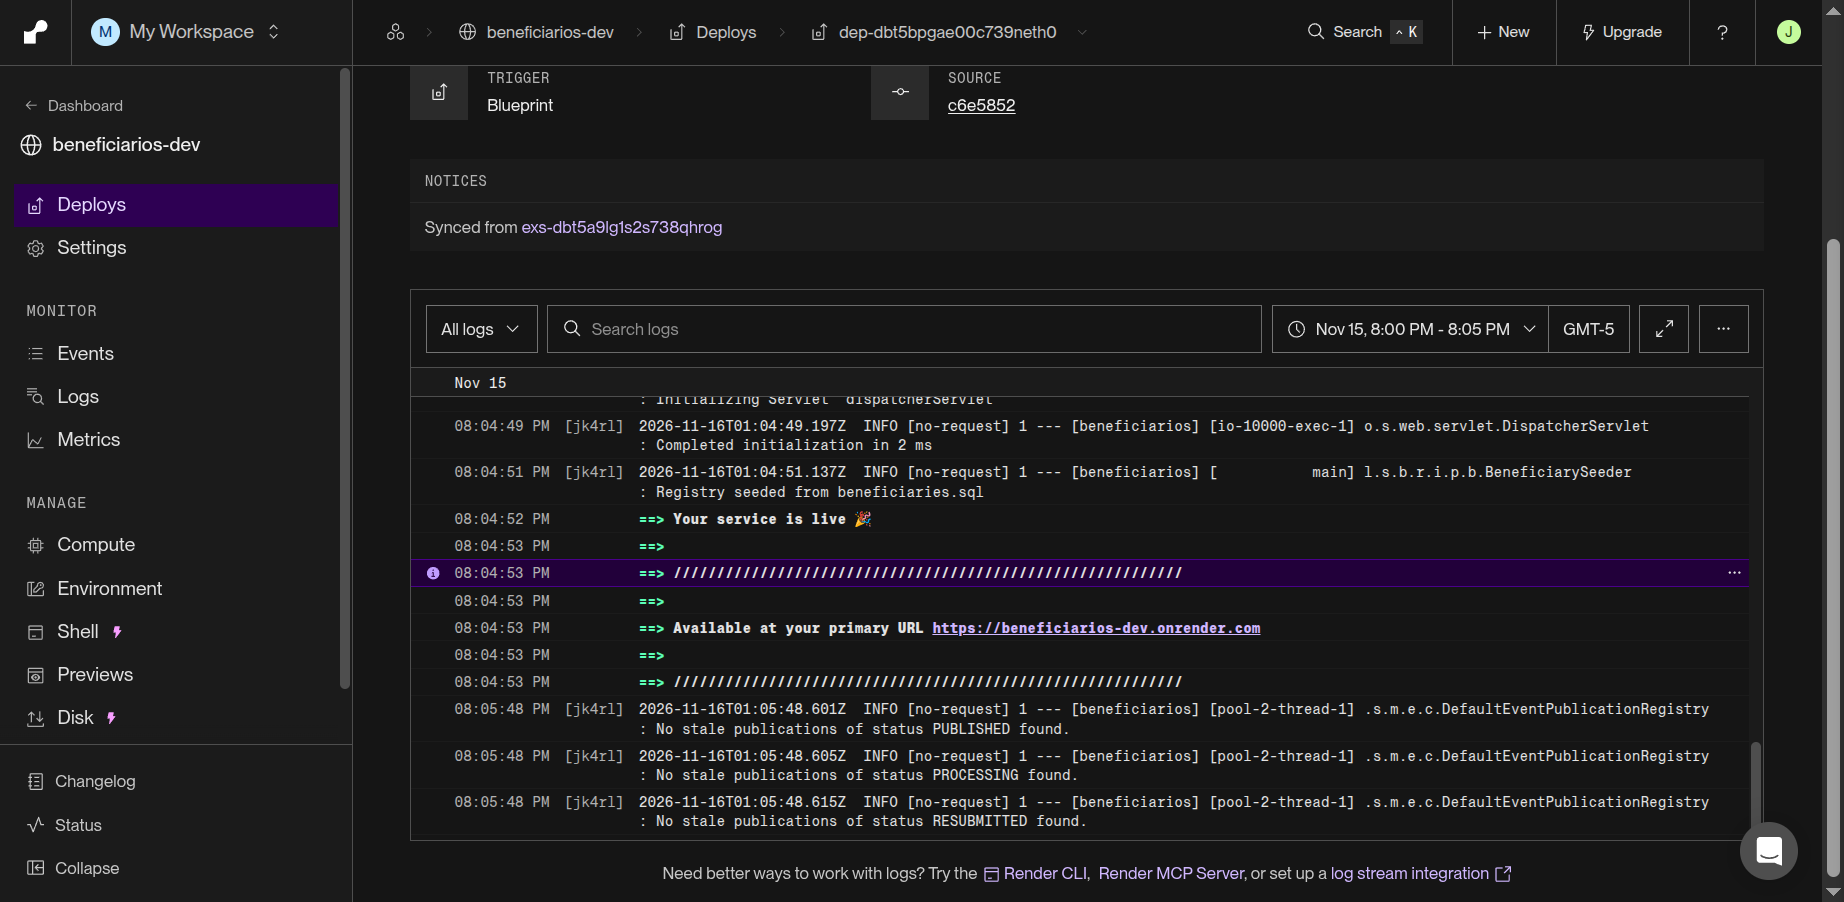 M My Workspace
beneficiarios-dev
Deploys
dep-dbt5bpgae00c739neth0
Search ^ K
New
Upgrade
?
J
Dashboard
beneficiarios-dev
Deploys
Settings
MONITOR
Events
Logs
Metrics
MANAGE
Compute
Environment
Shell
Previews
Disk
Changelog
Status
Collapse
TRIGGER
Blueprint
SOURCE
c6e5852
NOTICES
Synced from exs-dbt5a9lg1s2s738qhrog
All logs
Search logs
Nov 15, 8:00 PM - 8:05 PM
GMT-5
Nov 15
: Initializing Servlet 'dispatcherServlet'
08:04:49 PM [jk4rl] 2026-11-16T01:04:49.197Z  INFO [no-request] 1 --- [beneficiarios] [io-10000-exec-1] o.s.web.servlet.DispatcherServlet
: Completed initialization in 2 ms
08:04:51 PM [jk4rl] 2026-11-16T01:04:51.137Z  INFO [no-request] 1 --- [beneficiarios] [           main] l.s.b.r.i.p.b.BeneficiarySeeder
: Registry seeded from beneficiaries.sql
08:04:52 PM ==> Your service is live 🎉
08:04:53 PM ==>
08:04:53 PM ==> ///////////////////////////////////////////////////////////
08:04:53 PM ==>
08:04:53 PM ==> Available at your primary URL https://beneficiarios-dev.onrender.com
08:04:53 PM ==>
08:04:53 PM ==> ///////////////////////////////////////////////////////////
08:05:48 PM [jk4rl] 2026-11-16T01:05:48.601Z  INFO [no-request] 1 --- [beneficiarios] [pool-2-thread-1] .s.m.e.c.DefaultEventPublicationRegistry
: No stale publications of status PUBLISHED found.
08:05:48 PM [jk4rl] 2026-11-16T01:05:48.605Z  INFO [no-request] 1 --- [beneficiarios] [pool-2-thread-1] .s.m.e.c.DefaultEventPublicationRegistry
: No stale publications of status PROCESSING found.
08:05:48 PM [jk4rl] 2026-11-16T01:05:48.615Z  INFO [no-request] 1 --- [beneficiarios] [pool-2-thread-1] .s.m.e.c.DefaultEventPublicationRegistry
: No stale publications of status RESUBMITTED found.
Need better ways to work with logs? Try the Render CLI, Render MCP Server, or set up a log stream integration